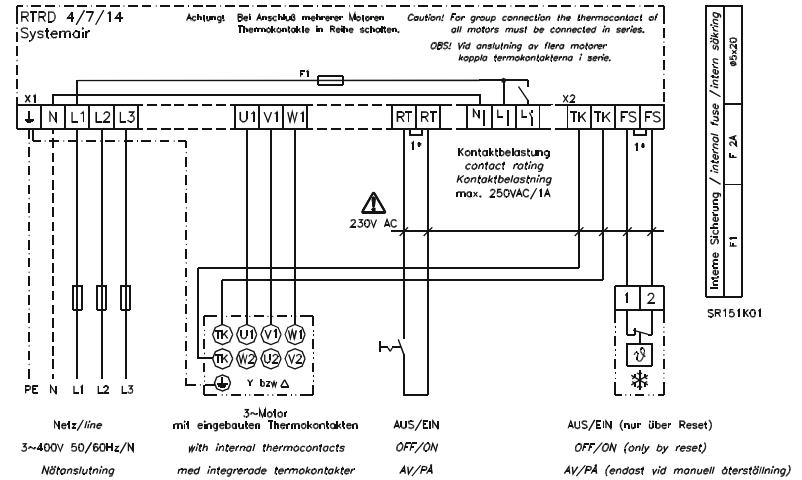 RTRD 4/7/14
Systemair
Achtung! Bei Anschluß mehrerer Motoren
Thermokontakte in Reihe schalten.
Caution! For group connection the thermocontact of
all motors must be connected in series.
OBS! Vid anslutning av flera motorer
koppla termokontakterna i serie.
F1
X1
X2
N L1 L2 L3
U1 V1 W1
RT RT
N L L
TK TK FS FS
1*
1*
Kontaktbelastung
contact rating
Kontaktbelastning
max. 250VAC/1A
230V AC
1 2
TK U1 V1 W1
TK W2 U2 V2
Y bzw △
ϑ
PE N L1 L2 L3
3~Motor
Netz/line
mit eingebauten Thermokontakten
AUS/EIN
AUS/EIN (nur über Reset)
3~400V 50/60Hz/N
with internal thermocontacts
OFF/ON
OFF/ON (only by reset)
Nätanslutning
med integrerade termokontakter
AV/PÅ
AV/PÅ (endast vid manuell återställning)
Interne Sicherung / internal fuse / intern säkring
F1 F 2A ø5x20
SR151K01